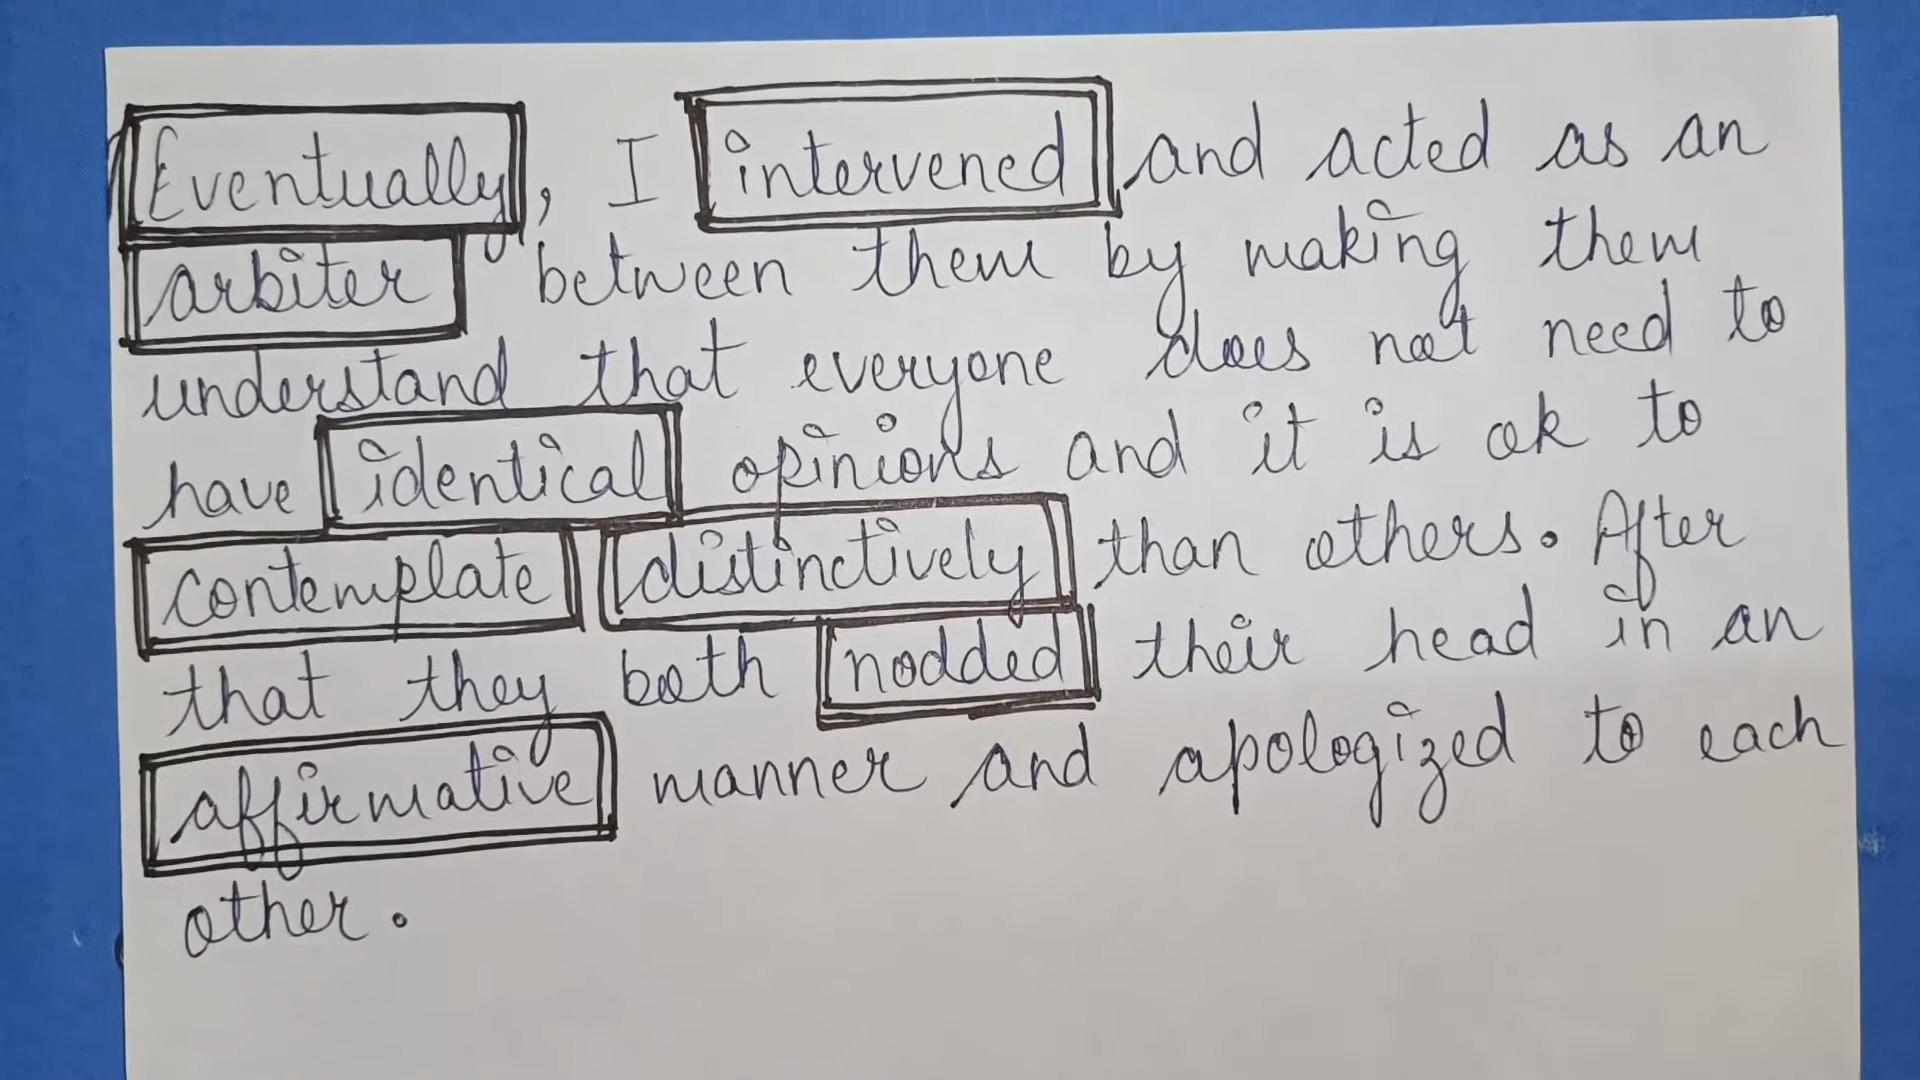 Eventually, I intervened and acted as an
arbiter between them by making them
understand that everyone does not need to
have identical opinions and it is ok to
contemplate distinctively than others. After
that they both nodded their head in an
affirmative manner and apologized to each
other.